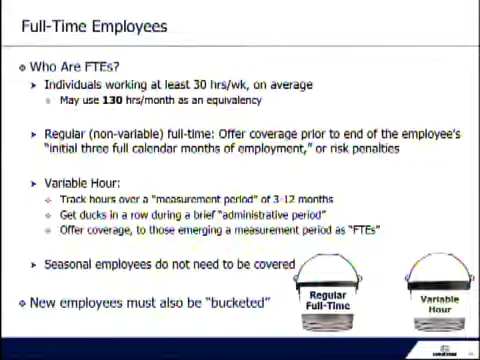 Full-Time Employees
Who Are FTEs?
Individuals working at least 30 hrs/wk, on average
May use 130 hrs/month as an equivalency
Regular (non-variable) full-time: Offer coverage prior to end of the employee's
"initial three full calendar months of employment," or risk penalties
Variable Hour:
Track hours over a "measurement period" of 3-12 months
Get ducks in a row during a brief "administrative period"
Offer coverage, to those emerging a measurement period as "FTEs"
Seasonal employees do not need to be covered
New employees must also be "bucketed"
Regular
Full-Time
Variable
Hour